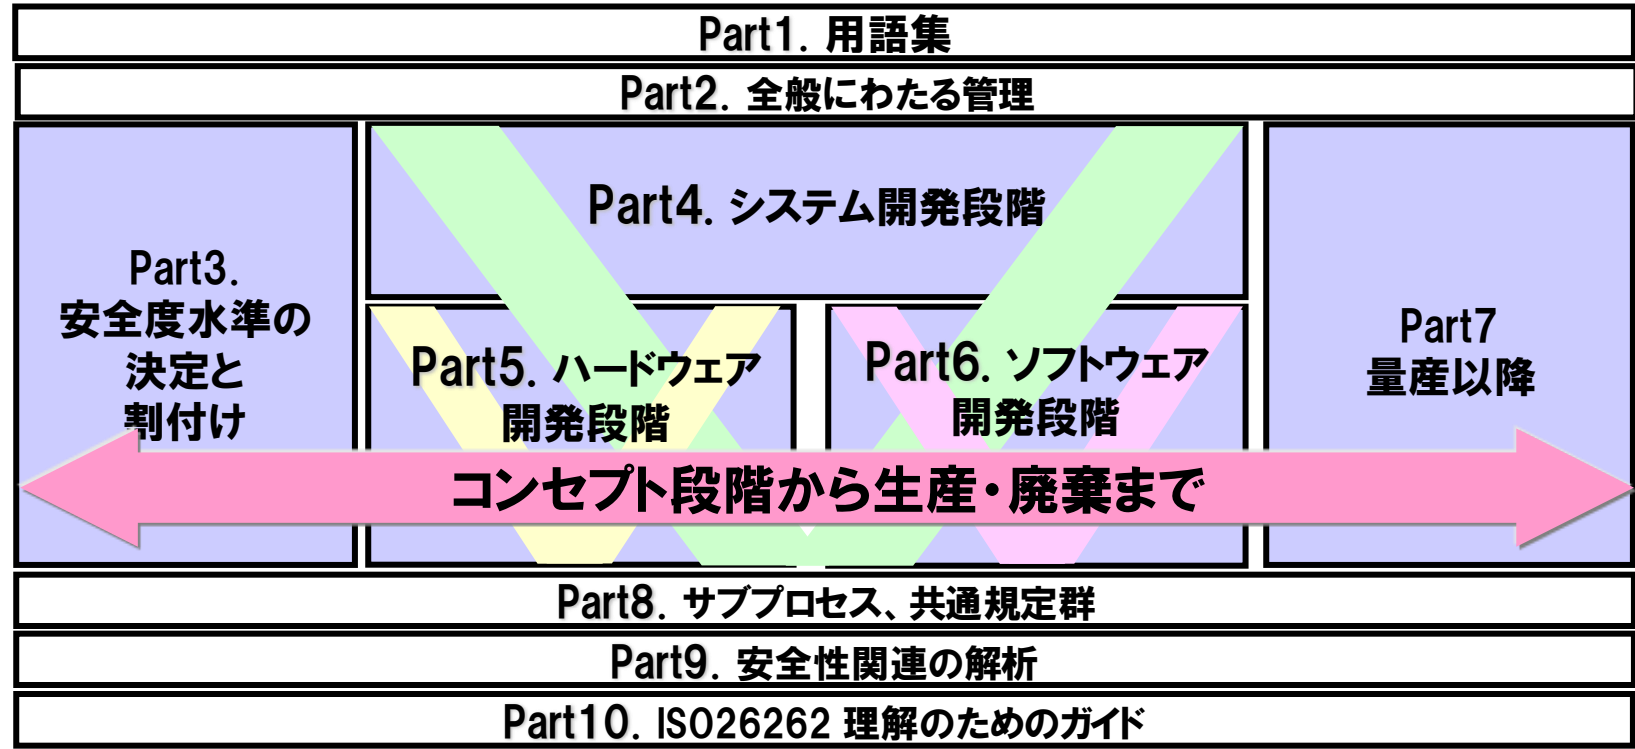 Part1. 用語集
Part2. 全般にわたる管理
Part3.
安全度水準の
決定と
割付け
Part4. システム開発段階
Part5. ハードウェア
開発段階
Part6. ソフトウェア
開発段階
Part7
量産以降
コンセプト段階から生産・廃棄まで
Part8. サブプロセス、共通規定群
Part9. 安全性関連の解析
Part10. ISO26262 理解のためのガイド